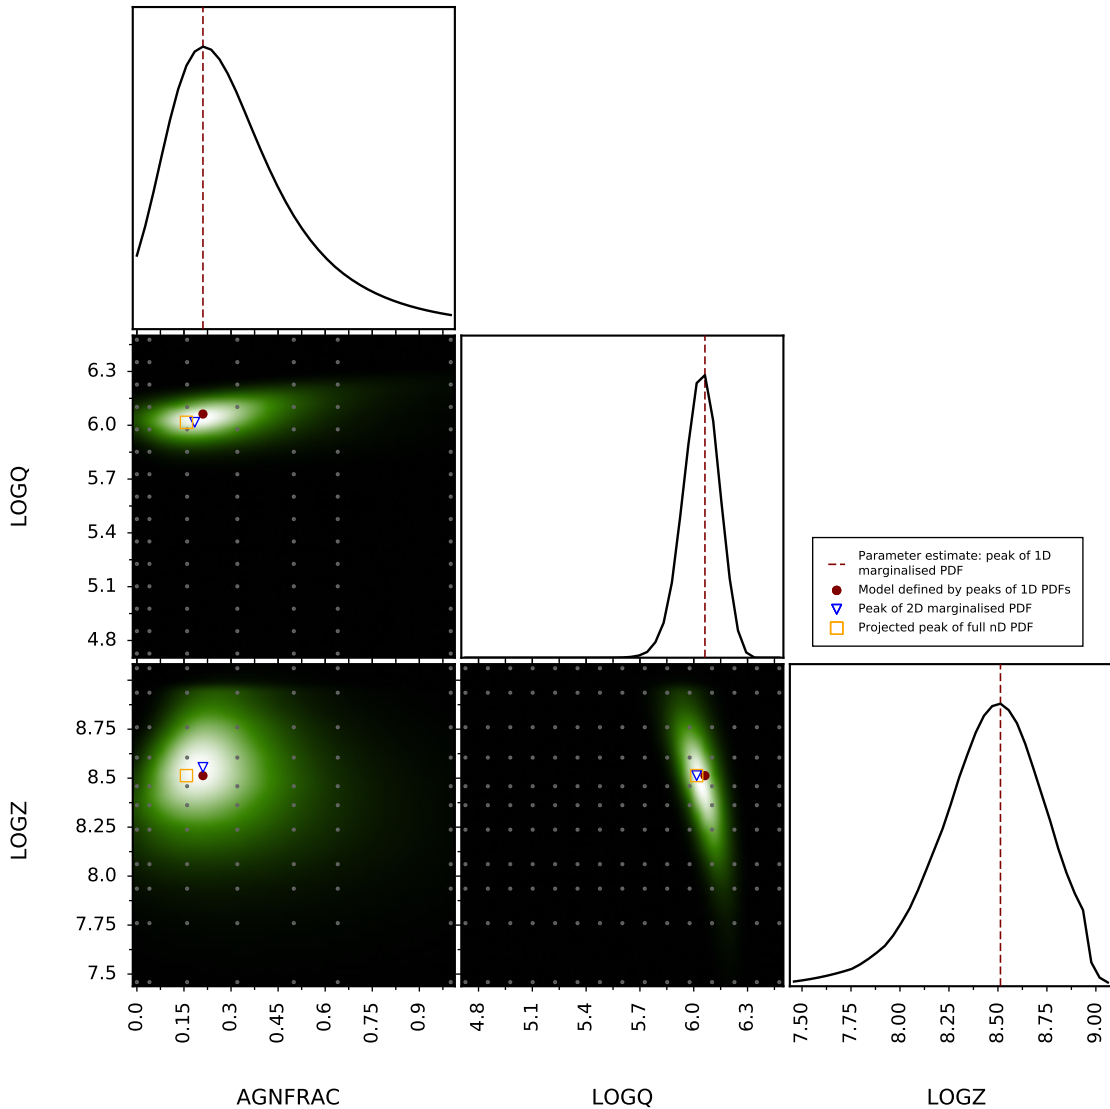 6.3
6.0
5.7
5.4
5.1
4.8
LOGQ
Parameter estimate: peak of 1D
marginalised PDF
Model defined by peaks of 1D PDFs
Peak of 2D marginalised PDF
Projected peak of full nD PDF
8.75
8.5
8.25
8.0
7.75
7.5
LOGZ
0.0 0.15 0.3 0.45 0.6 0.75 0.9
4.8 5.1 5.4 5.7 6.0 6.3
7.50 7.75 8.00 8.25 8.50 8.75 9.00
AGNFRAC LOGQ LOGZ